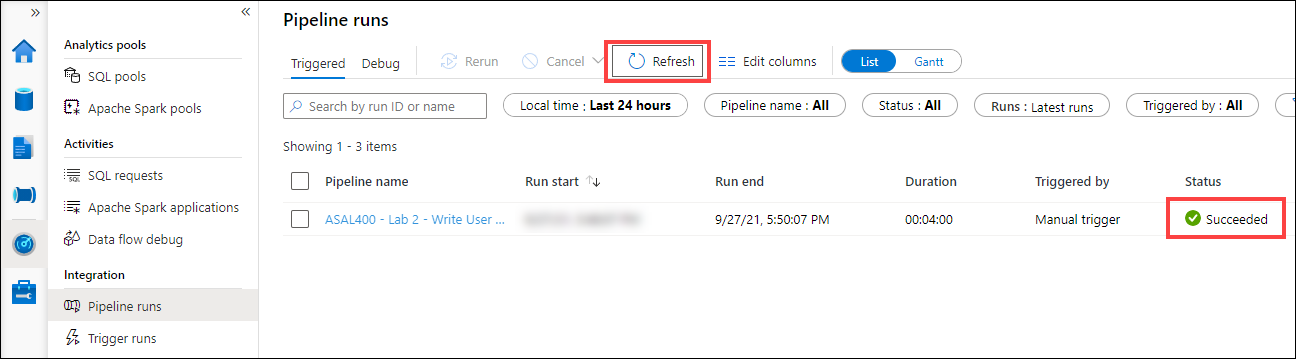 »
«
Analytics pools
SQL pools
Apache Spark pools
Activities
SQL requests
Apache Spark applications
Data flow debug
Integration
Pipeline runs
Trigger runs
Pipeline runs
Triggered Debug Rerun Cancel Refresh Edit columns List Gantt
Search by run ID or name Local time : Last 24 hours Pipeline name : All Status : All Runs : Latest runs Triggered by : All
Showing 1 - 3 items
Pipeline name Run start ↑↓ Run end Duration Triggered by Status
ASAL400 - Lab 2 - Write User ... 9/27/21, 5:50:07 PM 00:04:00 Manual trigger Succeeded